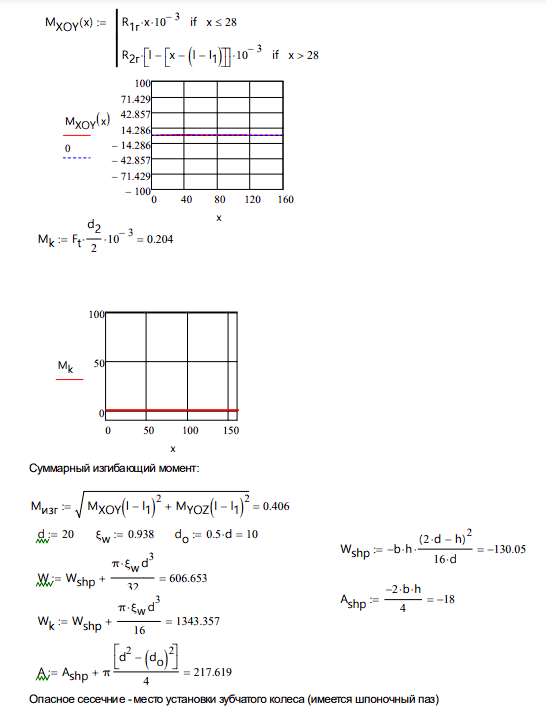 M_XOY(x) := | R_1r·x·10^-3 if x ≤ 28
R_2r·[l − [x − (l − l_1)]]·10^-3 if x > 28
100
71.429
42.857
M_XOY(x)
14.286
0
− 14.286
− 42.857
− 71.429
− 100
0 40 80 120 160
x
M_k := F_t·d_2/2·10^-3 = 0.204
100
M_k
50
0
0 50 100 150
x
Суммарный изгибающий момент:
M_изг := √(M_XOY(l − l_1)^2 + M_YOZ(l − l_1)^2) = 0.406
d := 20 ξ_w := 0.938 d_o := 0.5·d = 10
W_shp := −b·h·(2·d − h)^2/16·d = −130.05
W := W_shp + π·ξ_w d^3/32 = 606.653
A_shp := −2·b·h/4 = −18
W_k := W_shp + π·ξ_w d^3/16 = 1343.357
A := A_shp + π [d^2 − (d_o)^2]/4 = 217.619
Опасное сесечние - место установки зубчатого колеса (имеется шпоночный паз)